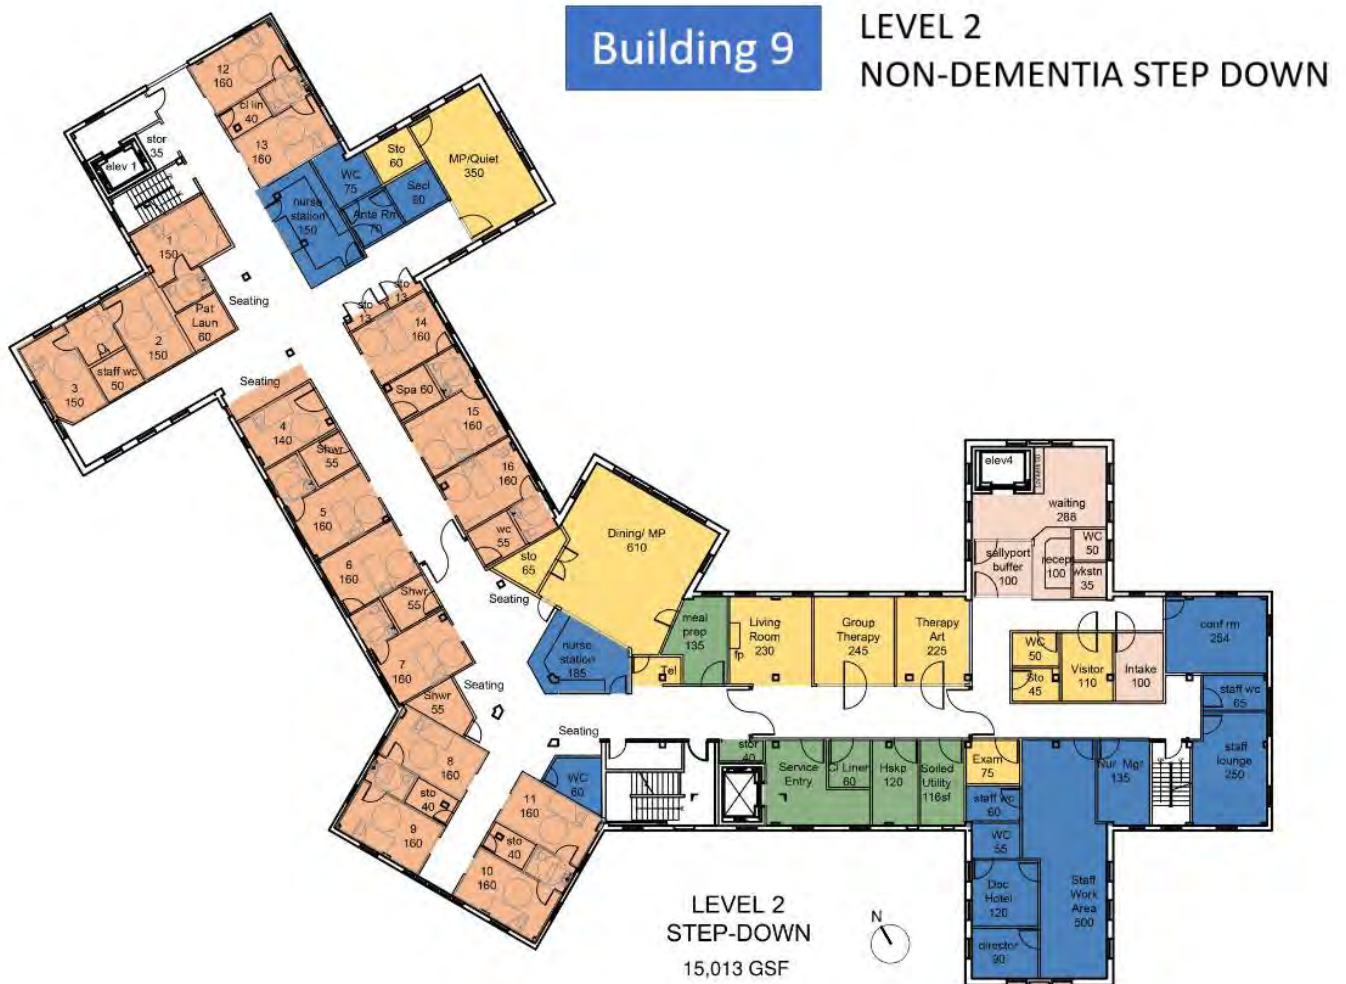 Building 9
LEVEL 2
NON-DEMENTIA STEP DOWN
12
160
cl lin
40
13
160
stor
35
elev 1
WC
75
Sto
60
MP/Quiet
350
Secl
60
Ante Rm
70
nurse
station
150
1
150
Seating
Pat
Laun
60
2
150
staff wc
50
3
150
Seating
sto
13
sto
13
14
160
Spa 60
15
160
16
160
wc
55
sto
65
4
140
Shwr
55
5
160
6
160
Shwr
55
7
160
Shwr
55
Seating
Seating
Seating
Dining/ MP
610
nurse
station
185
Tel
meal
prep
135
fp
Living
Room
230
Group
Therapy
245
Therapy
Art
225
elev4
waiting
288
sallyport
buffer
100
recep
100
WC
50
wkstn
35
WC
50
Sto
45
Visitor
110
Intake
100
conf rm
254
staff wc
65
staff
lounge
250
8
160
sto
40
9
160
WC
60
11
160
sto
40
10
160
stor
40
Service
Entry
Cl Linen
60
Hskp
120
Soiled
Utility
116sf
Exam
75
staff wc
60
WC
55
Doc
Hotel
120
director
90
Staff
Work
Area
500
Nur. Mgr
135
LEVEL 2
STEP-DOWN
15,013 GSF
N